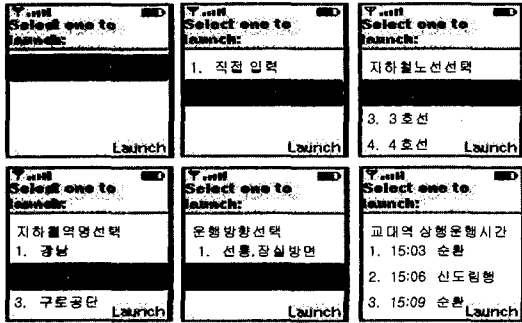 Select one to
launch:
Launch
Select one to
launch:
1. 직접 입력
Select one to
launch:
지하철노선선택
3. 3호선
4. 4호선
Launch
Select one to
launch:
지하철역명선택
1. 강남
3. 구로공단
Launch
Select one to
launch:
운행방향선택
1. 선릉,잠실방면
Launch
Select one to
launch:
교대역 상행운행시간
1. 15:03 순환
2. 15:06 신도림행
3. 15:09 순환
Launch